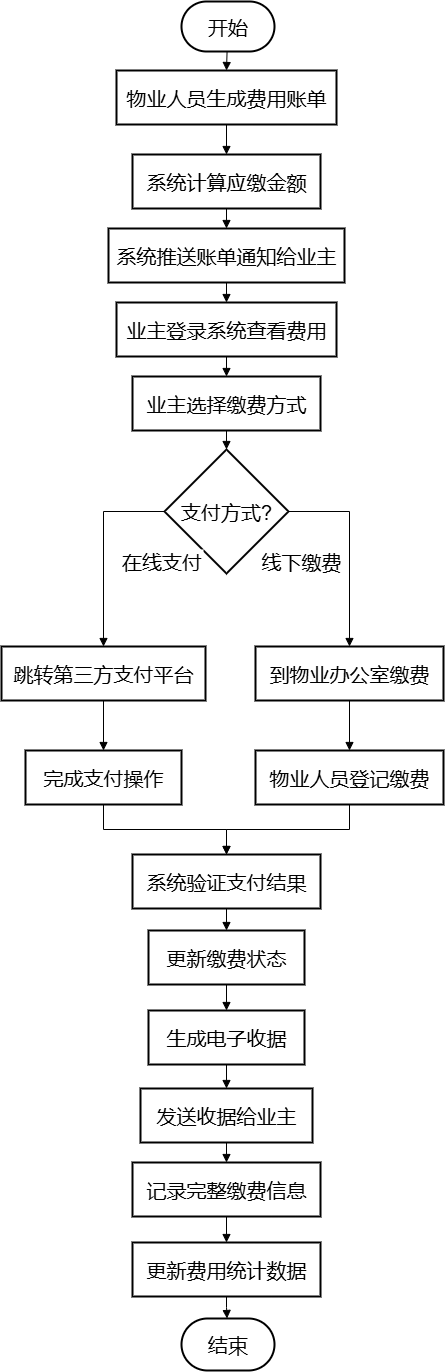 开始
物业人员生成费用账单
系统计算应缴金额
系统推送账单通知给业主
业主登录系统查看费用
业主选择缴费方式
支付方式?
在线支付
线下缴费
跳转第三方支付平台
到物业办公室缴费
完成支付操作
物业人员登记缴费
系统验证支付结果
更新缴费状态
生成电子收据
发送收据给业主
记录完整缴费信息
更新费用统计数据
结束